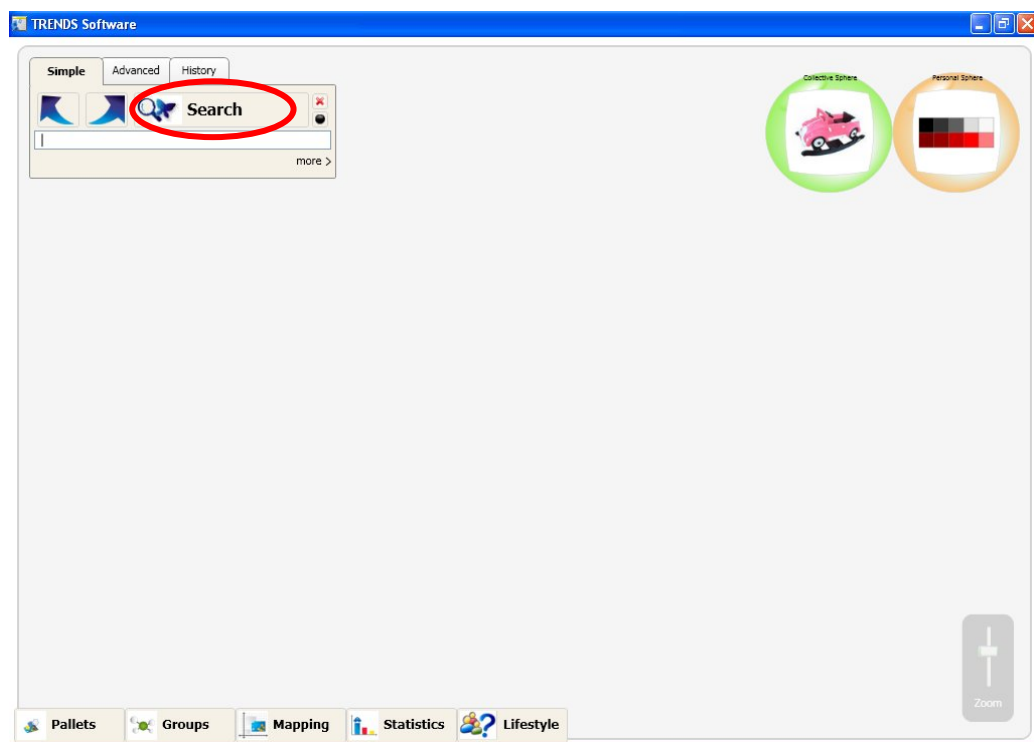 TRENDS Software
Simple Advanced History
Search
more >
Collective Sphere Personal Sphere
Zoom
Pallets Groups Mapping Statistics Lifestyle